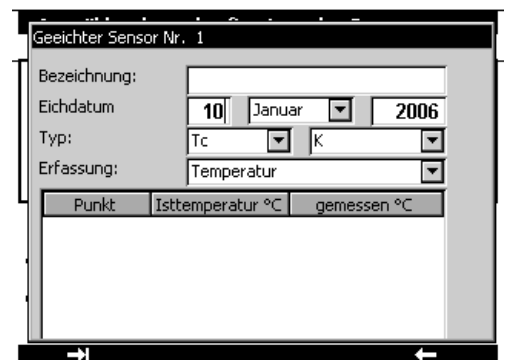 Geeichter Sensor Nr. 1
Bezeichnung:
Eichdatum 10 Januar 2006
Typ: Tc K
Erfassung: Temperatur
Punkt Isttemperatur °C gemessen °C